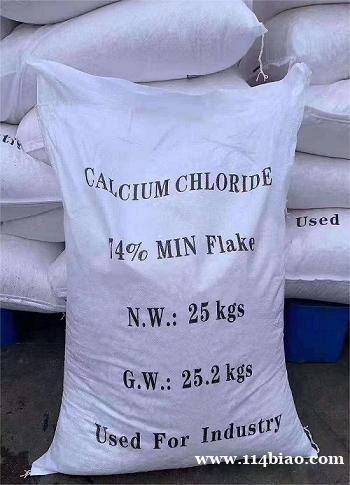 CALCIUM CHLORIDE
74% MIN Flake
N.W.: 25 kgs
G.W.: 25.2 kgs
Used For Industry
Used
www.114biao.com